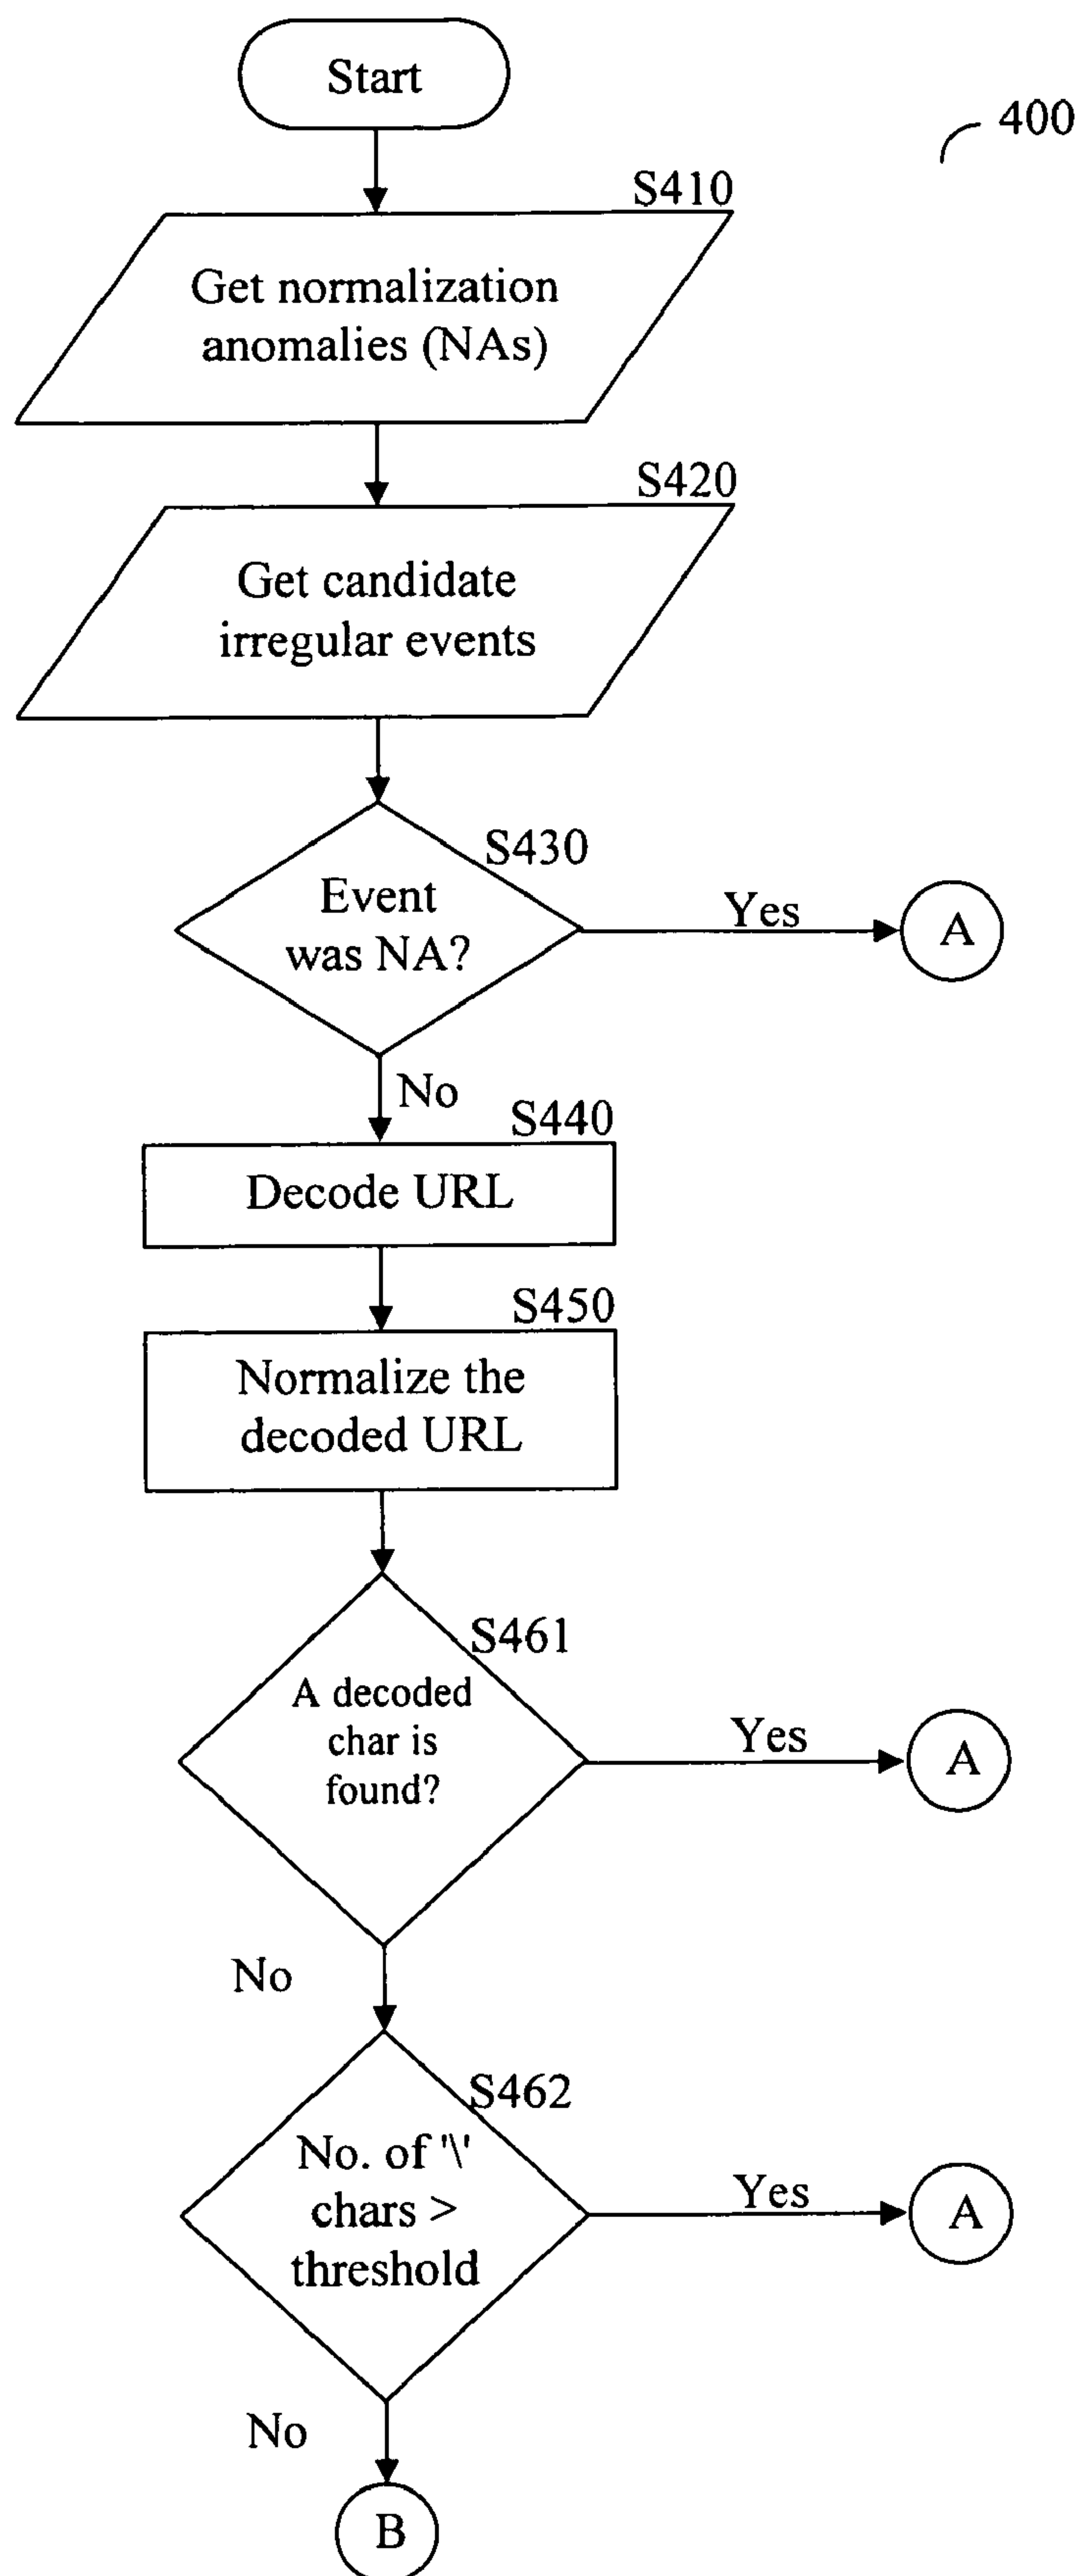 Start
400
S410
Get normalization
anomalies (NAs)
S420
Get candidate
irregular events
S430
Event
was NA?
Yes
A
No
S440
Decode URL
S450
Normalize the
decoded URL
S461
A decoded
char is
found?
Yes
A
No
S462
No. of '\'
chars >
threshold
Yes
A
No
B